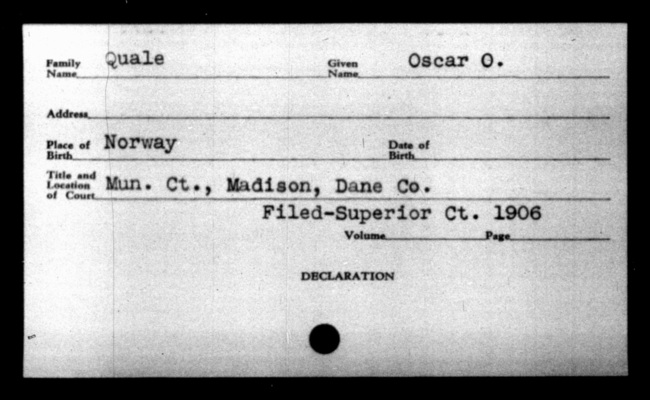 Family Name Quale Given Name Oscar O.
Address
Place of Birth Norway Date of Birth
Title and Location of Court Mun. Ct., Madison, Dane Co.
Filed-Superior Ct. 1906
Volume Page
DECLARATION